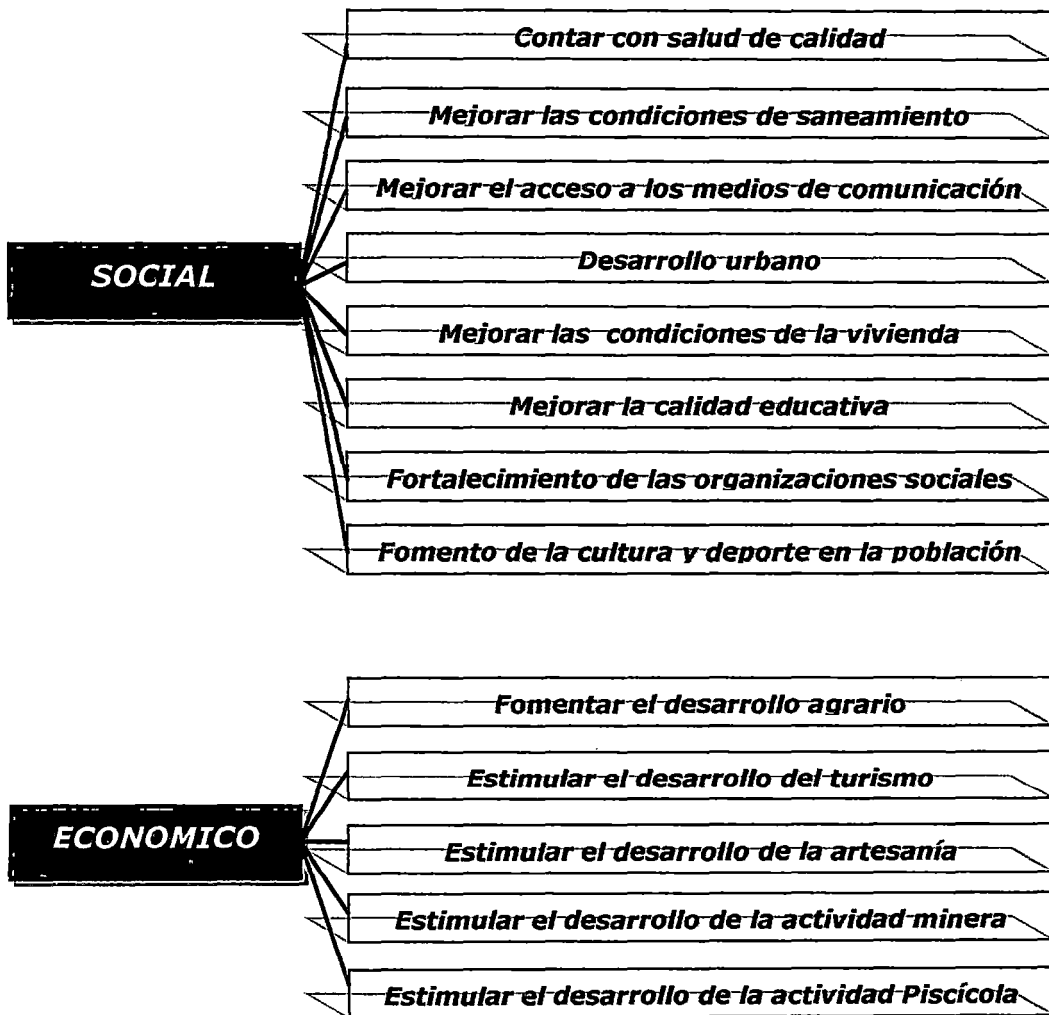 Contar con salud de calidad
Mejorar las condiciones de saneamiento
Mejorar el acceso a los medios de comunicación
SOCIAL
Desarrollo urbano
Mejorar las condiciones de la vivienda
Mejorar la calidad educativa
Fortalecimiento de las organizaciones sociales
Fomento de la cultura y deporte en la población
Fomentar el desarrollo agrario
Estimular el desarrollo del turismo
ECONOMICO
Estimular el desarrollo de la artesanía
Estimular el desarrollo de la actividad minera
Estimular el desarrollo de la actividad Piscícola